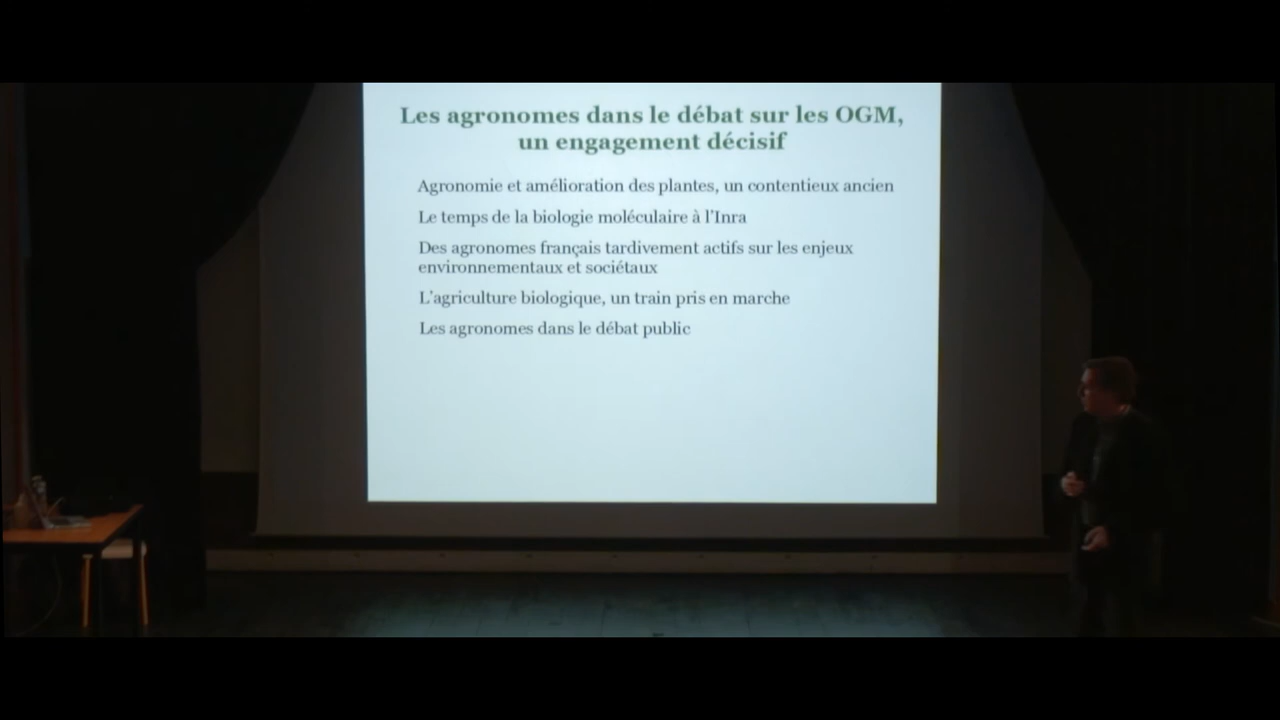 Les agronomes dans le débat sur les OGM,
un engagement décisif
Agronomie et amélioration des plantes, un contentieux ancien
Le temps de la biologie moléculaire à l'Inra
Des agronomes français tardivement actifs sur les enjeux
environnementaux et sociétaux
L'agriculture biologique, un train pris en marche
Les agronomes dans le débat public